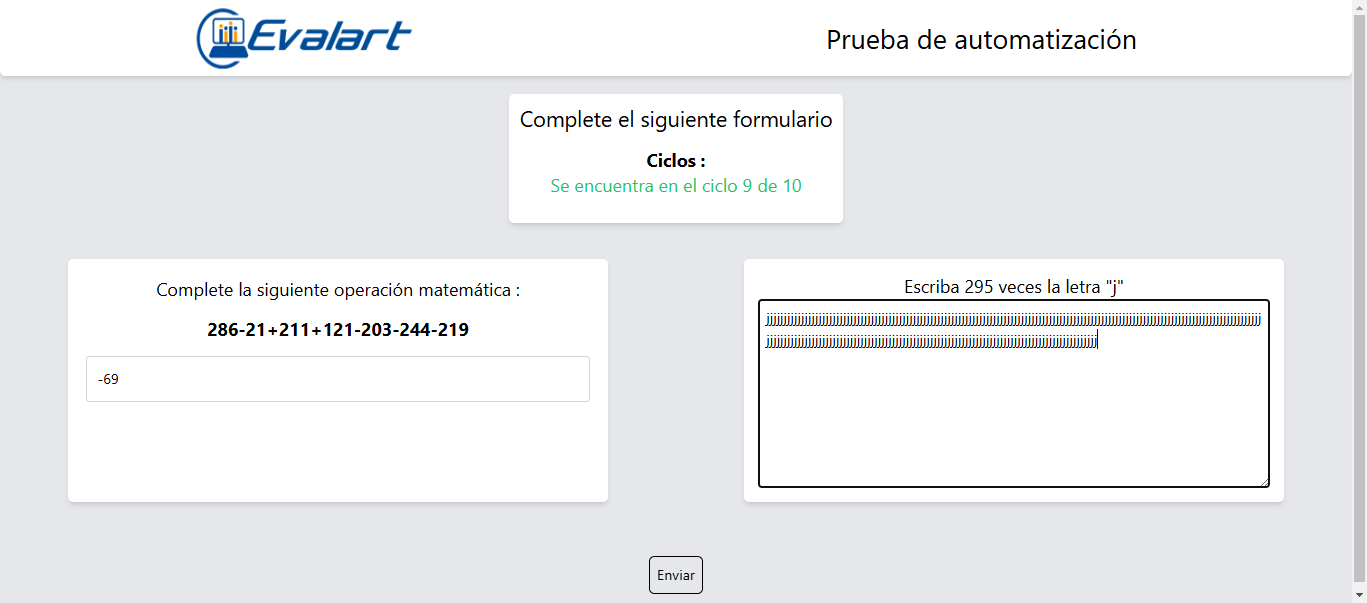 Evalart
Prueba de automatización
Complete el siguiente formulario
Ciclos :
Se encuentra en el ciclo 9 de 10
Complete la siguiente operación matemática :
286-21+211+121-203-244-219
-69
Escriba 295 veces la letra "j"
Enviar